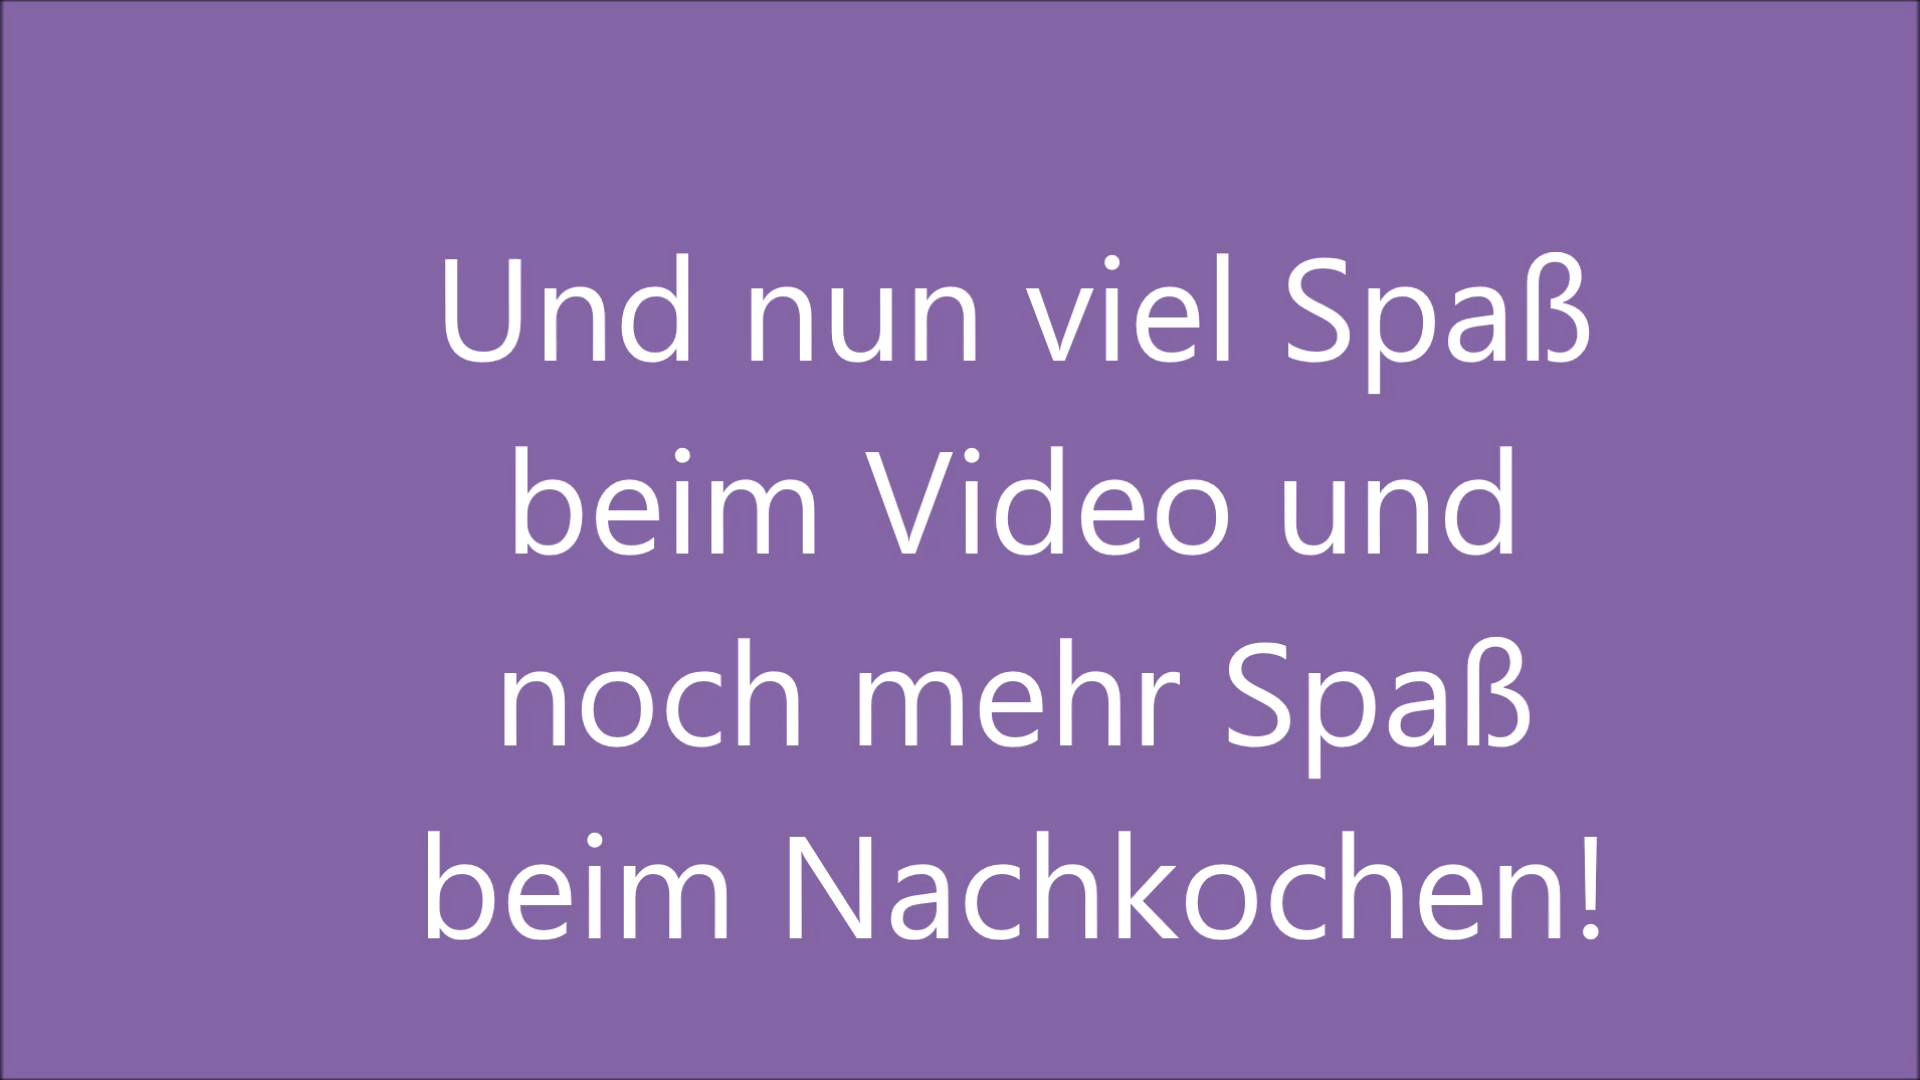 Und nun viel Spaß
beim Video und
noch mehr Spaß
beim Nachkochen!